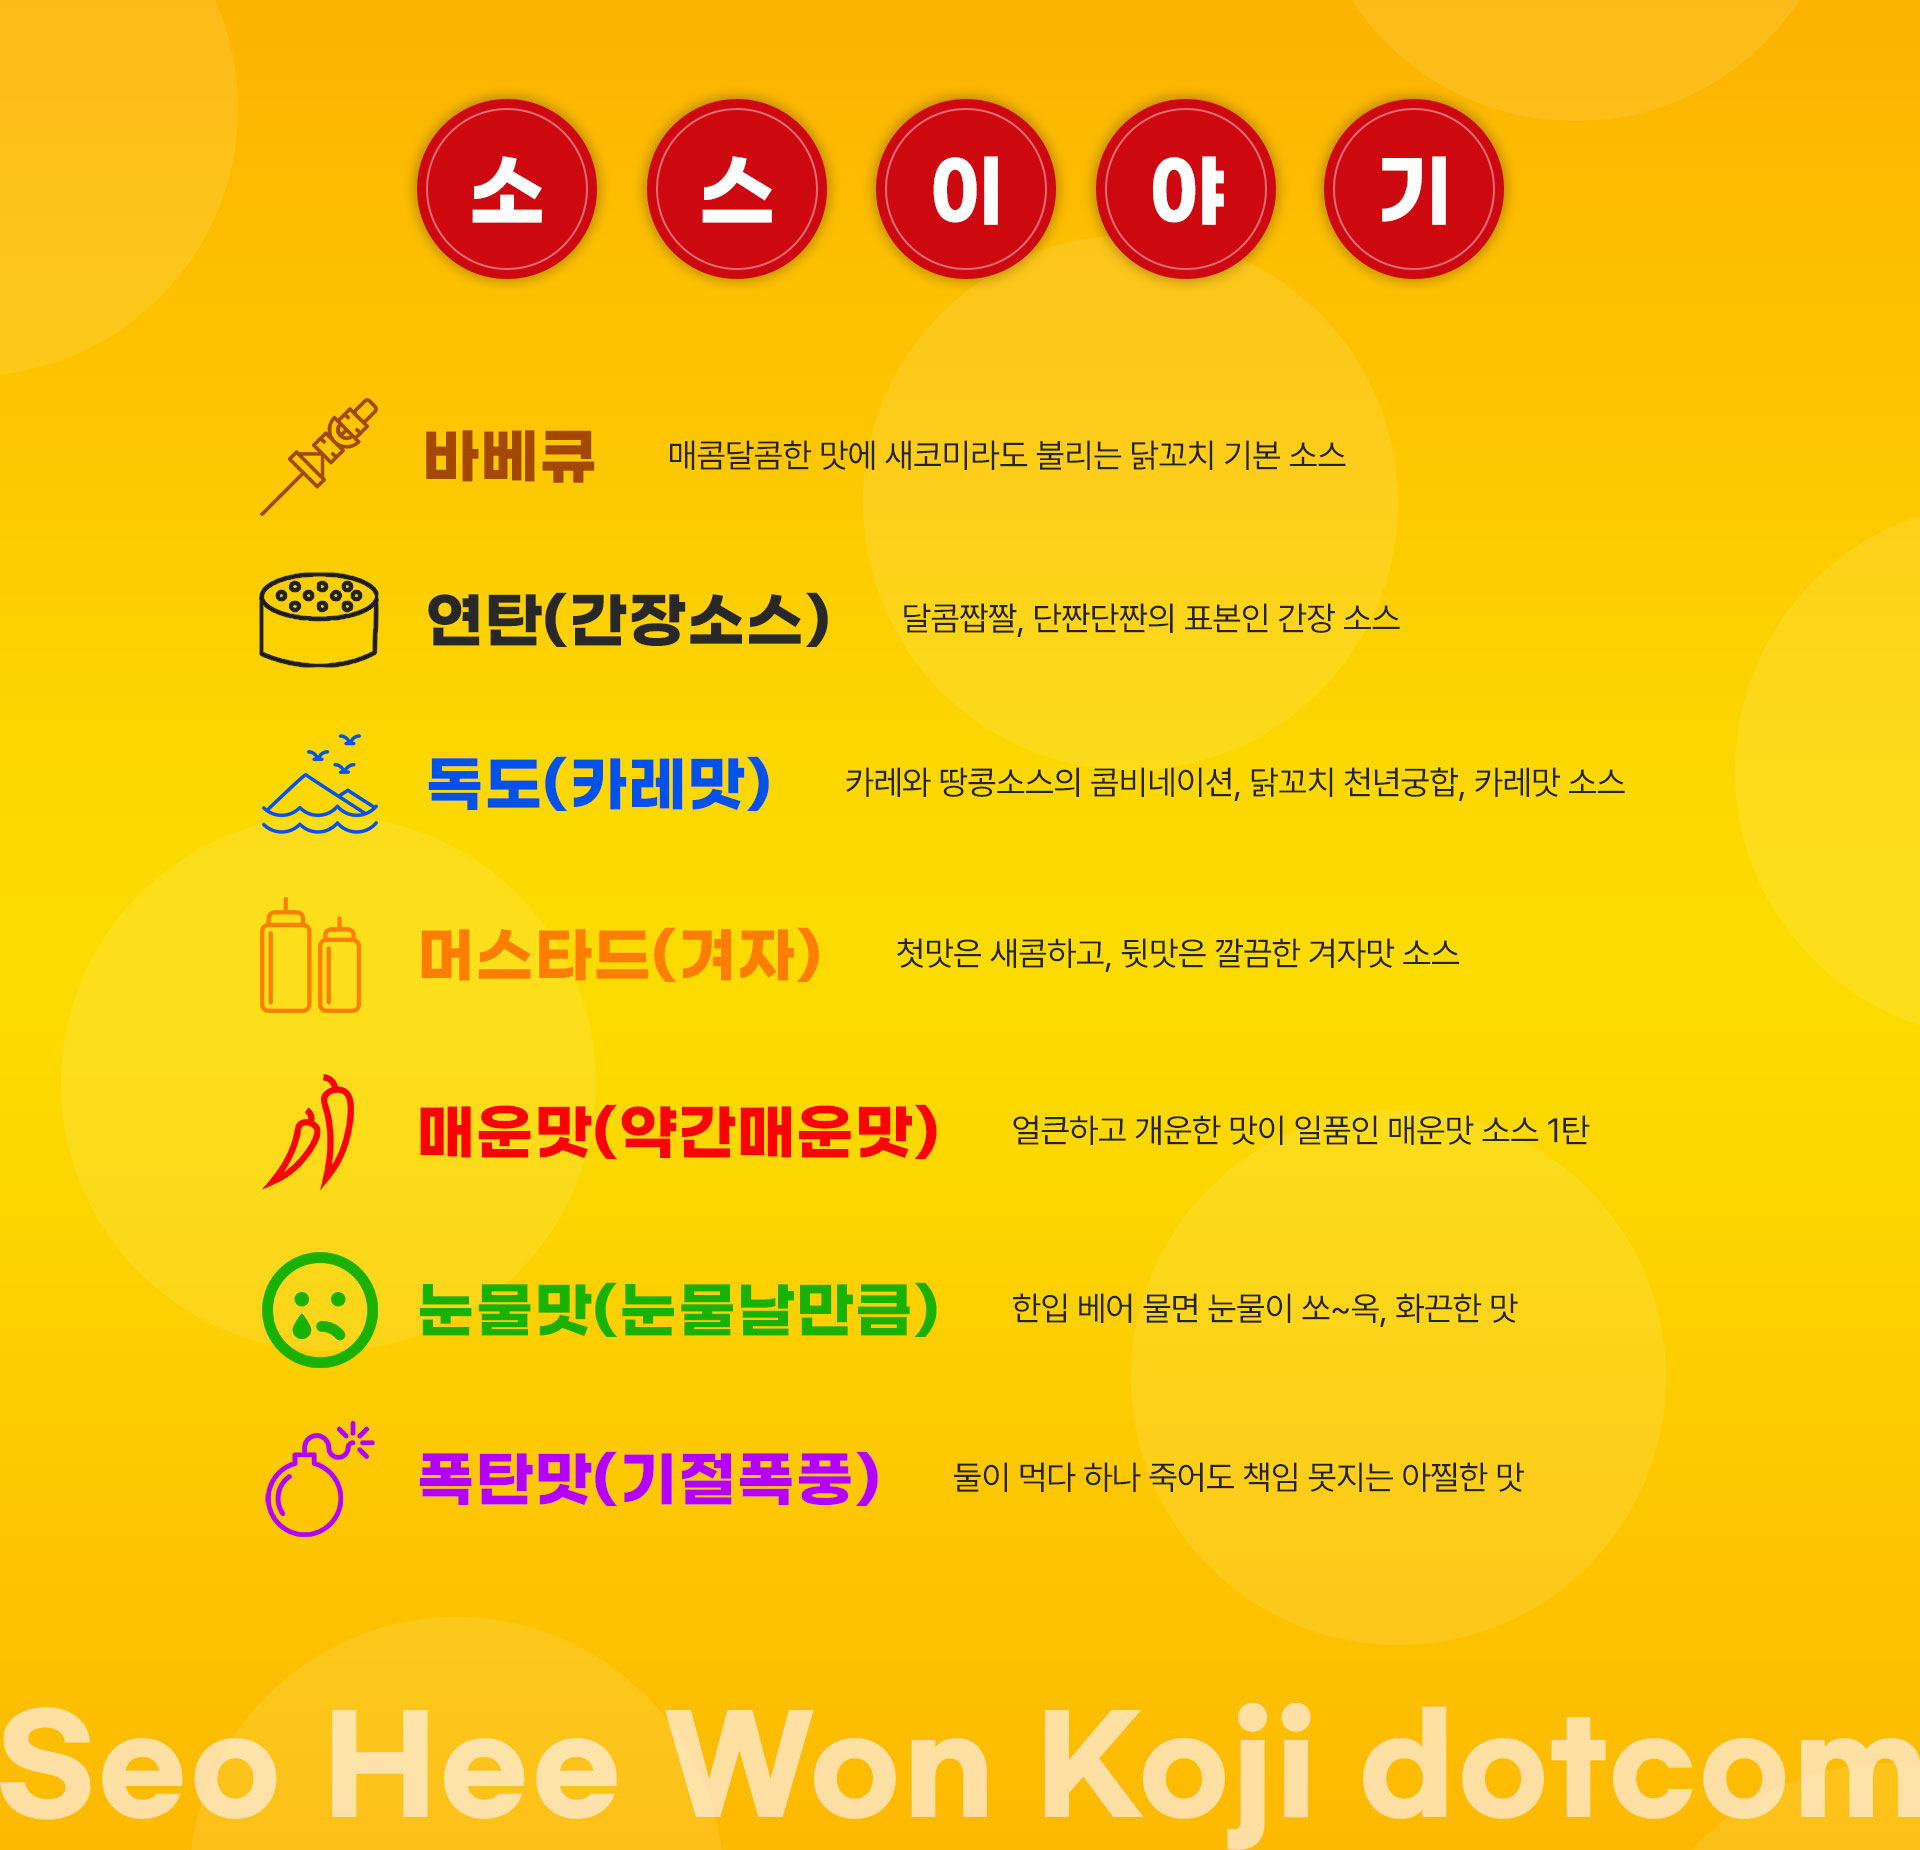 소스이야기
바베큐 매콤달콤한 맛에 새코미라도 불리는 닭꼬치 기본 소스
연탄(간장소스) 달콤짭짤, 단짠단짠의 표본인 간장 소스
독도(카레맛) 카레와 땅콩소스의 콤비네이션, 닭꼬치 천년궁합, 카레맛 소스
머스타드(겨자) 첫맛은 새콤하고, 뒷맛은 깔끔한 겨자맛 소스
매운맛(약간매운맛) 얼큰하고 개운한 맛이 일품인 매운맛 소스 1탄
눈물맛(눈물날만큼) 한입 베어 물면 눈물이 쏘~옥, 화끈한 맛
폭탄맛(기절폭풍) 둘이 먹다 하나 죽어도 책임 못지는 아찔한 맛
Seo Hee Won Koji dotcom